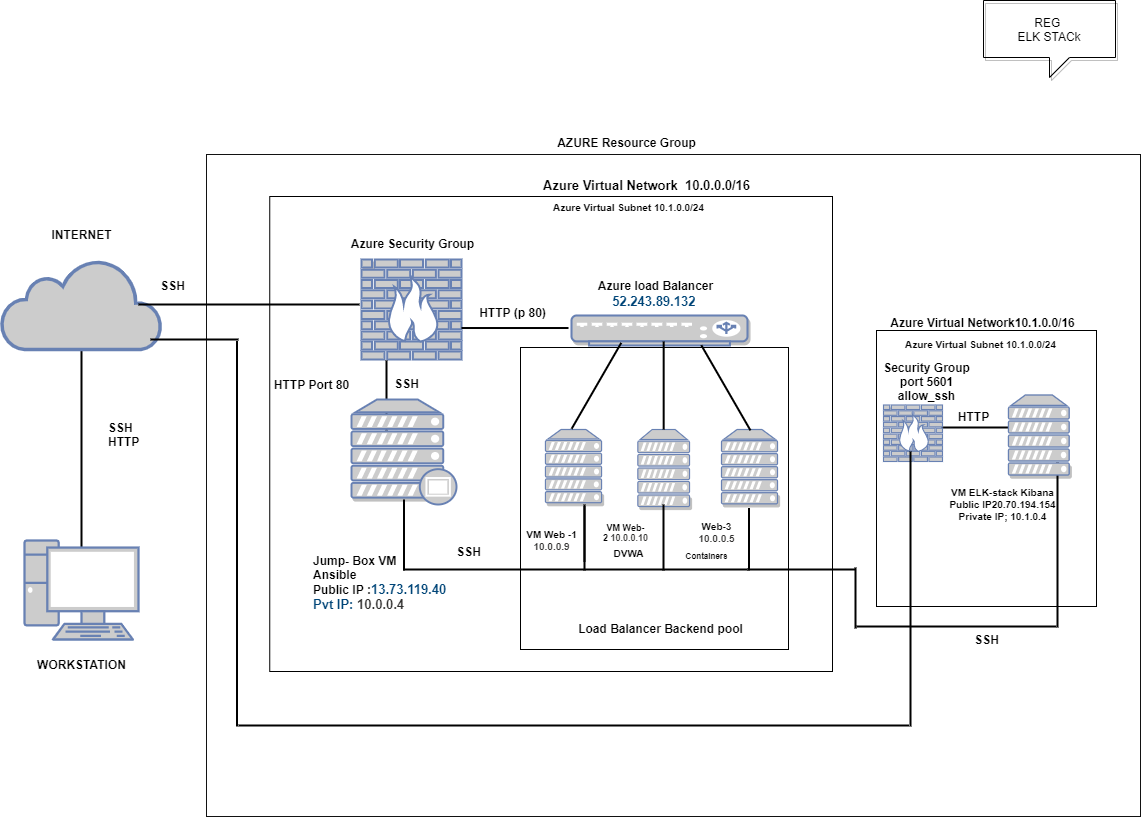 REG
ELK STACk
AZURE Resource Group
Azure Virtual Network 10.0.0.0/16
Azure Virtual Subnet 10.1.0.0/24
INTERNET
Azure Security Group
SSH
Azure load Balancer
52.243.89.132
HTTP (p 80)
Azure Virtual Network10.1.0.0/16
Azure Virtual Subnet 10.1.0.0/24
Security Group
port 5601
allow_ssh
HTTP
HTTP Port 80
SSH
SSH
HTTP
VM ELK-stack Kibana
Public IP20.70.194.154
Private IP; 10.1.0.4
VM Web -1
10.0.0.9
VM Web-
2 10.0.0.10
DVWA
Web-3
10.0.0.5
Containers
SSH
Jump- Box VM
Ansible
Public IP :13.73.119.40
Pvt IP: 10.0.0.4
Load Balancer Backend pool
SSH
WORKSTATION